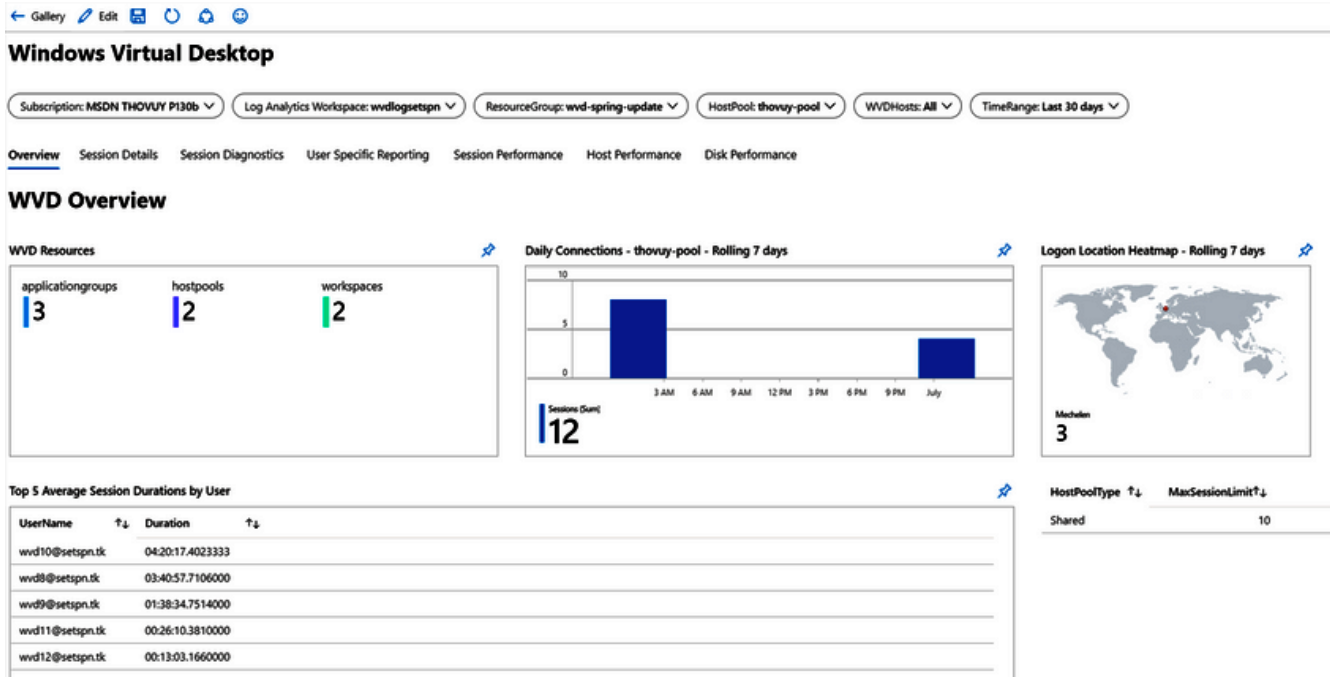 Gallery Edit
Windows Virtual Desktop
Subscription: MSDN THOVUY P130b Log Analytics Workspace: wvdlogsetspn ResourceGroup: wvd-spring-update HostPool: thovuy-pool WVDHosts: All TimeRange: Last 30 days
Overview Session Details Session Diagnostics User Specific Reporting Session Performance Host Performance Disk Performance
WVD Overview
WVD Resources
applicationgroups hostpools workspaces
3 2 2
Daily Connections - thovuy-pool - Rolling 7 days
10
5
0
3 AM 6 AM 9 AM 12 PM 3 PM 6 PM 9 PM July
Sessions (Sum)
12
Logon Location Heatmap - Rolling 7 days
Mechelen
3
Top 5 Average Session Durations by User
UserName Duration
wvd10@setspn.tk 04:20:17.4023333
wvd8@setspn.tk 03:40:57.7106000
wvd9@setspn.tk 01:38:34.7514000
wvd11@setspn.tk 00:26:10.3810000
wvd12@setspn.tk 00:13:03.1660000
HostPoolType MaxSessionLimit
Shared 10